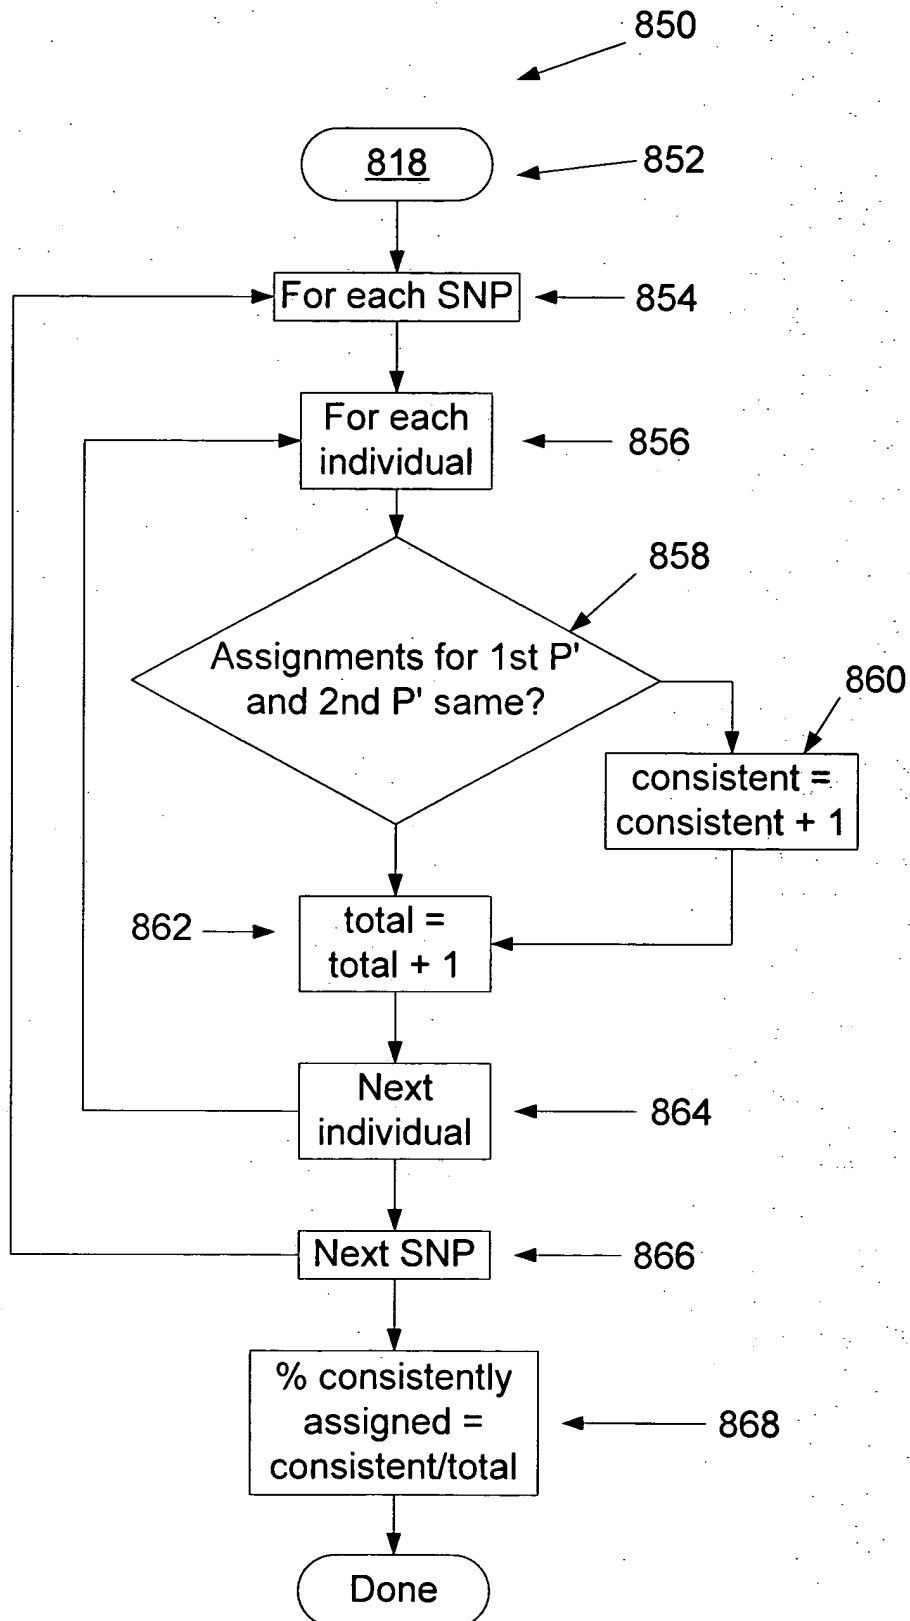 850
818
852
For each SNP
854
For each
individual
856
858
Assignments for 1st P'
and 2nd P' same?
860
consistent =
consistent + 1
862
total =
total + 1
Next
individual
864
Next SNP
866
% consistently
assigned =
consistent/total
868
Done